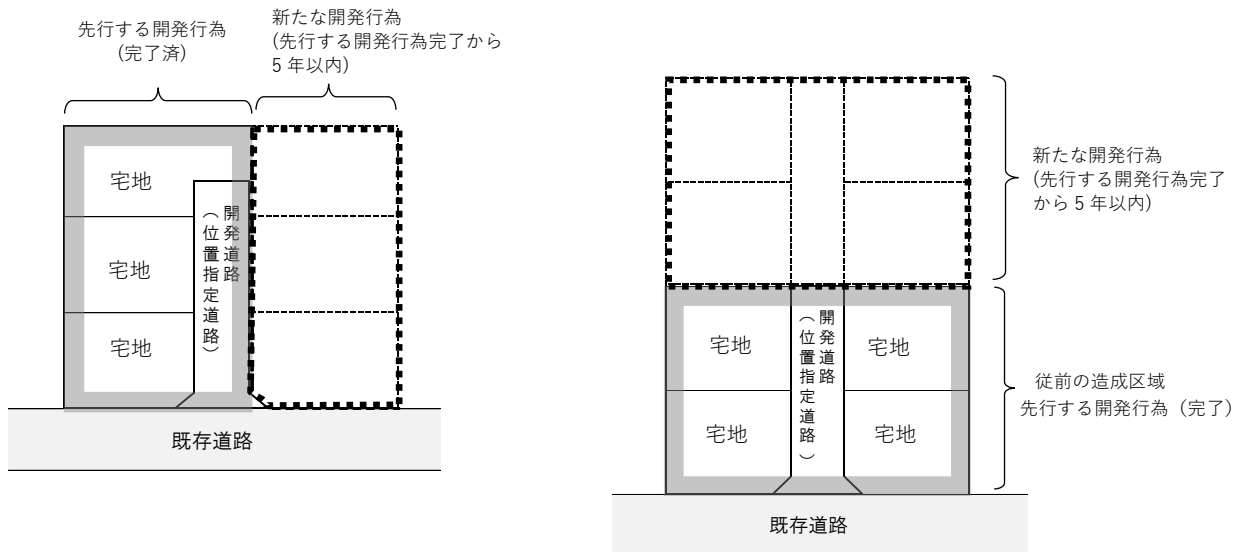 先行する開発行為
(完了済)
新たな開発行為
(先行する開発行為完了から
5 年以内)
宅地
宅地
宅地
開発道路
（位置指定道路）
既存道路
新たな開発行為
(先行する開発行為完了
から 5 年以内)
宅地
宅地
宅地
宅地
開発道路
（位置指定道路）
従前の造成区域
先行する開発行為（完了）
既存道路